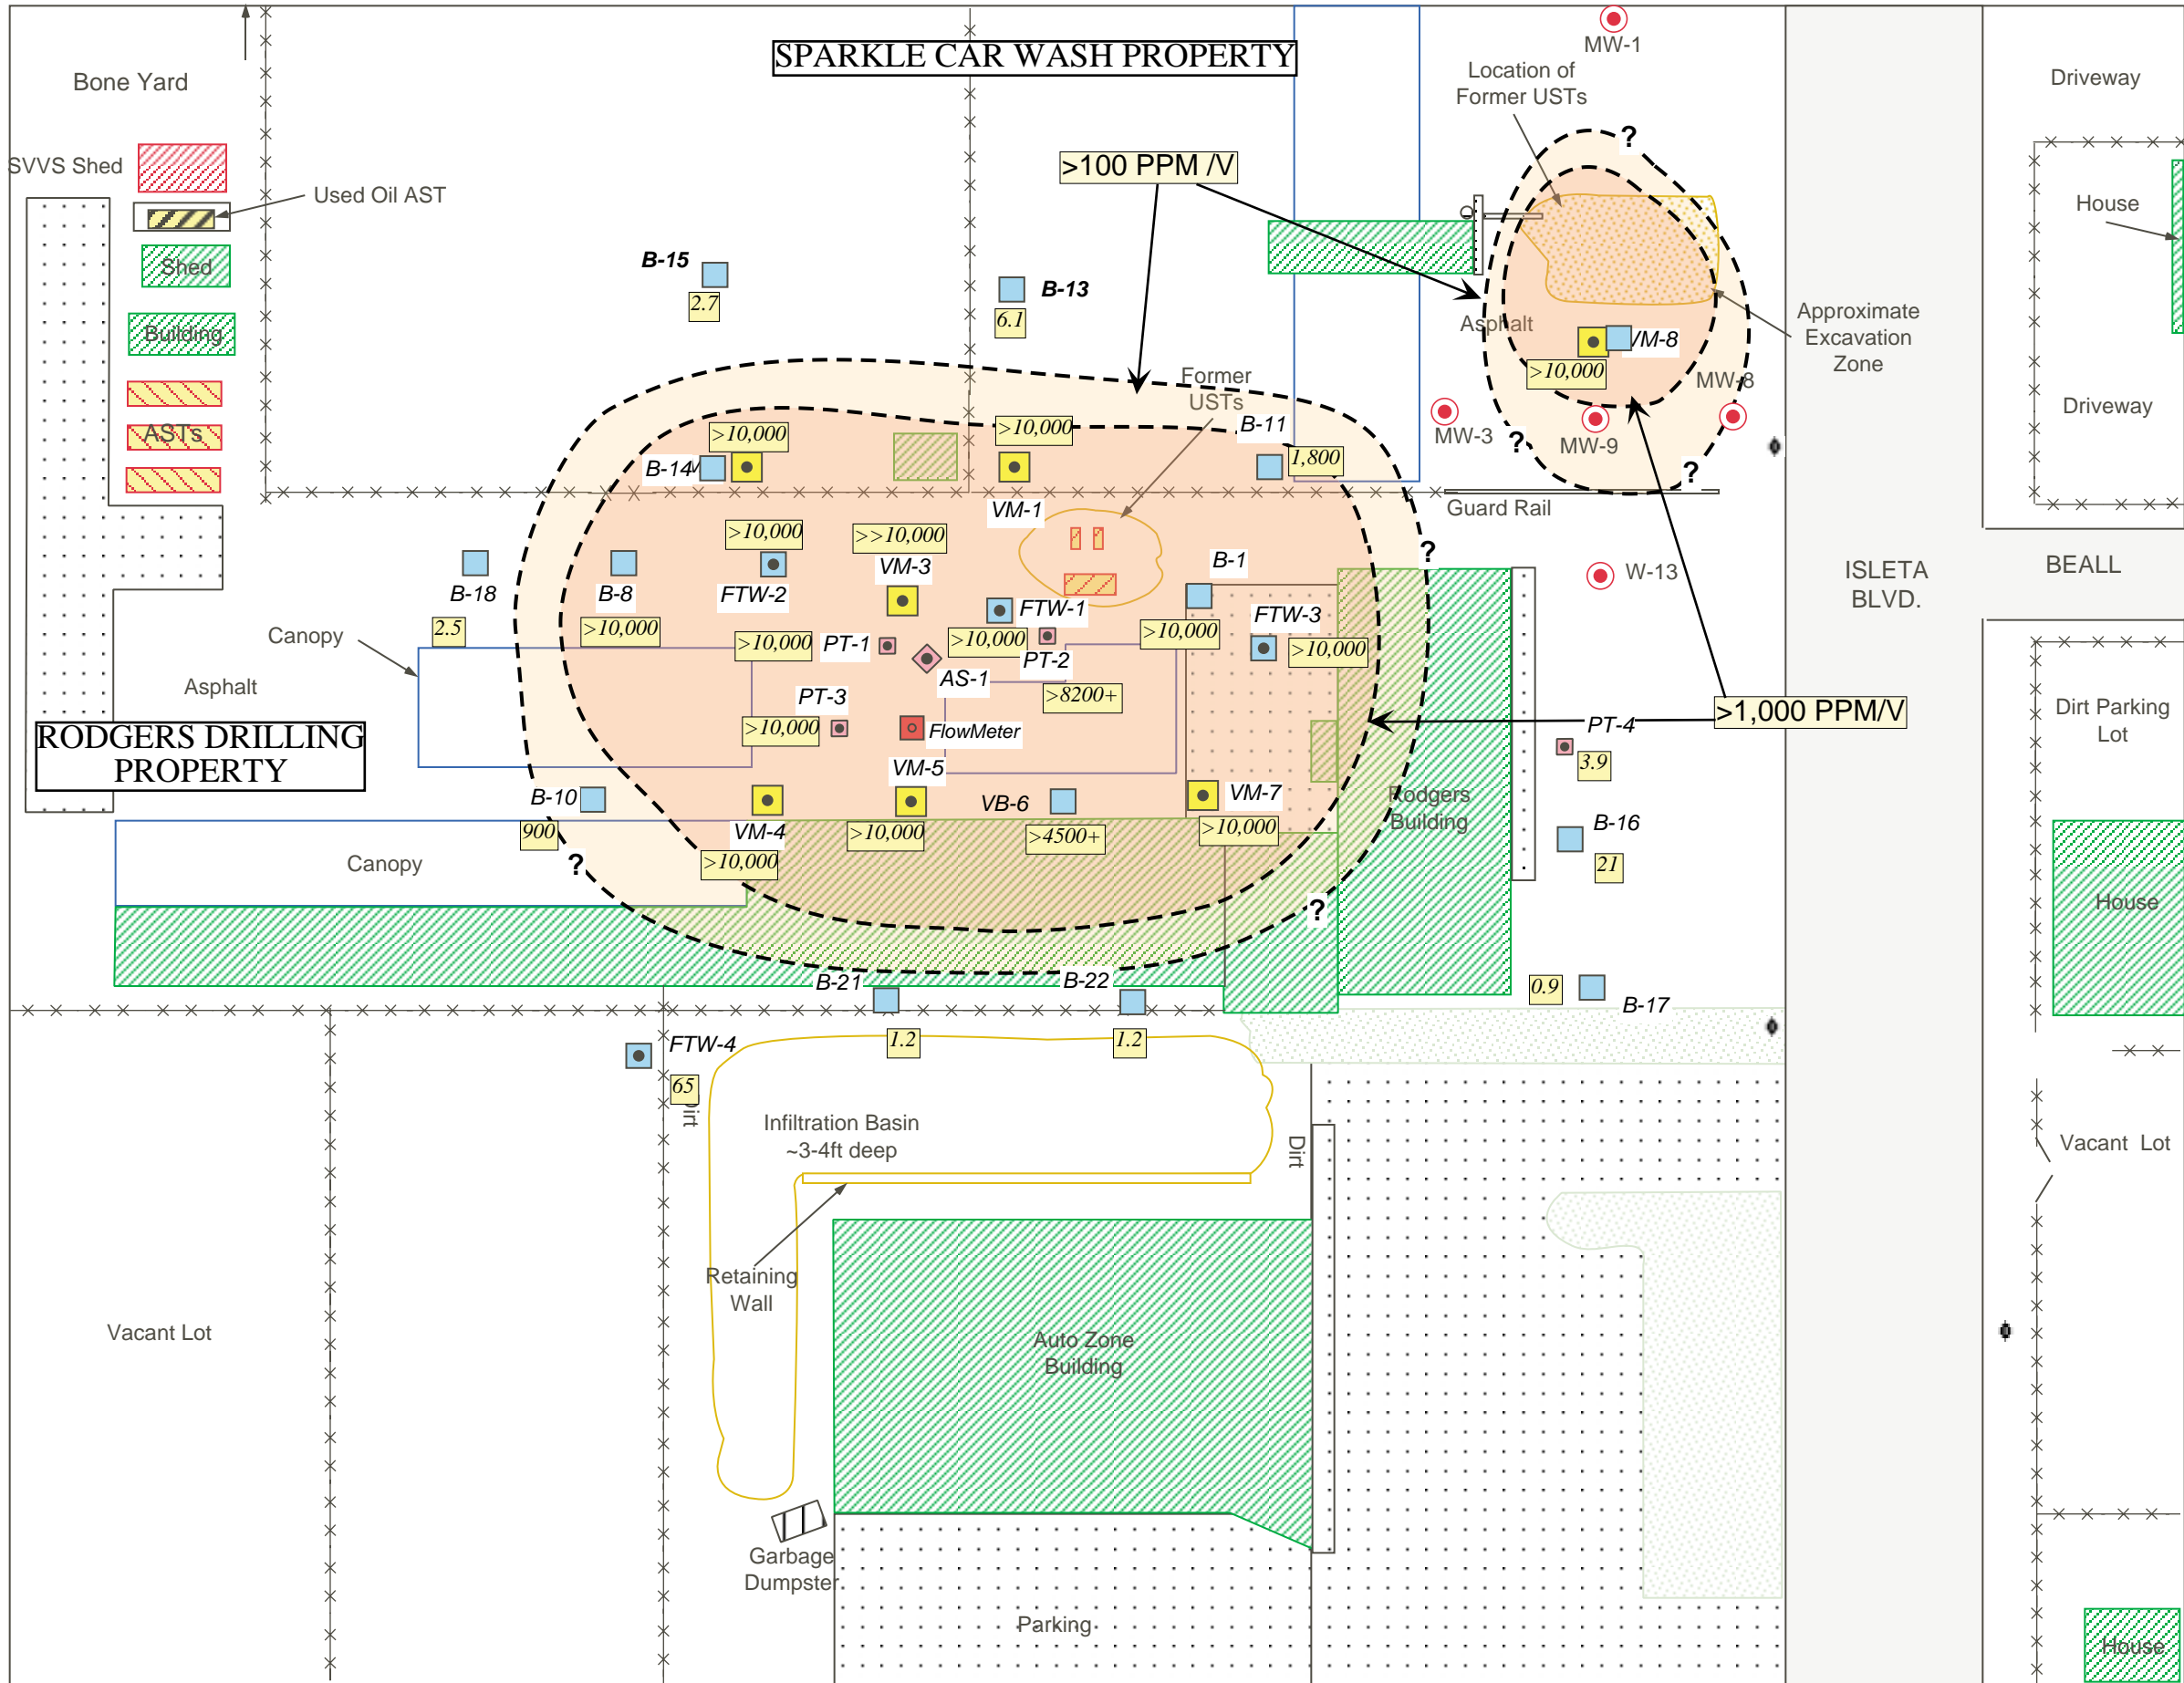 SPARKLE CAR WASH PROPERTY
MW-1
Bone Yard
Location of
Former USTs
Driveway
?
SVVS Shed
>100 PPM /V
Used Oil AST
House
Shed
B-15
B-13
2.7
6.1
Asphalt
Approximate
Excavation
Zone
Building
VM-8
>10,000
Former
USTs
MW-8
Driveway
ASTs
>10,000
>10,000
B-11
MW-3
MW-9
?
B-14
1,800
?
Guard Rail
VM-1
>10,000
>>10,000
?
VM-3
B-1
W-13
ISLETA
BLVD.
BEALL
B-18
B-8
FTW-2
FTW-1
FTW-3
2.5
>10,000
>10,000
PT-1
>10,000
PT-2
>10,000
>10,000
Canopy
Asphalt
AS-1
PT-3
>8200+
RODGERS DRILLING
PROPERTY
>10,000
FlowMeter
>1,000 PPM/V
PT-4
Dirt Parking
Lot
3.9
VM-5
B-10
VM-4
VB-6
VM-7
Rodgers
Building
B-16
900
>10,000
>4500+
>10,000
?
>10,000
21
Canopy
?
House
B-21
B-22
0.9
B-17
FTW-4
1.2
1.2
65
Dirt
Infiltration Basin
~3-4ft deep
Dirt
Vacant Lot
Retaining
Wall
Vacant Lot
Auto Zone
Building
Garbage
Dumpster
Parking
House